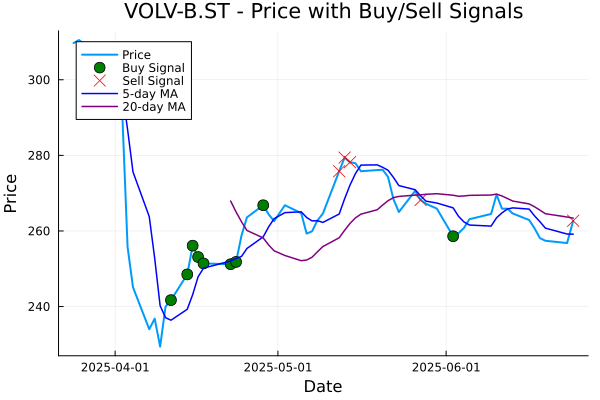 VOLV-B.ST - Price with Buy/Sell Signals
Price
Buy Signal
Sell Signal
5-day MA
20-day MA
300
280
260
240
Price
2025-04-01
2025-05-01
2025-06-01
Date